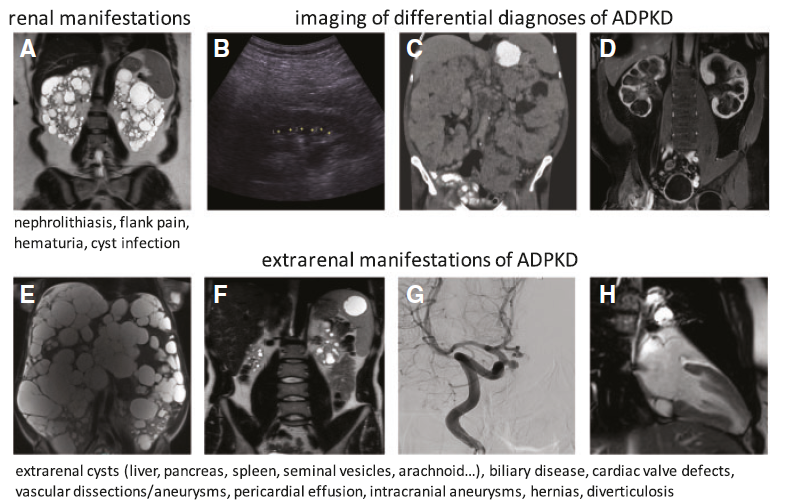 renal manifestations
imaging of differential diagnoses of ADPKD
A
B
C
D
nephrolithiasis, flank pain,
hematuria, cyst infection
extrarenal manifestations of ADPKD
E
F
G
H
extrarenal cysts (liver, pancreas, spleen, seminal vesicles, arachnoid...), biliary disease, cardiac valve defects,
vascular dissections/aneurysms, pericardial effusion, intracranial aneurysms, hernias, diverticulosis